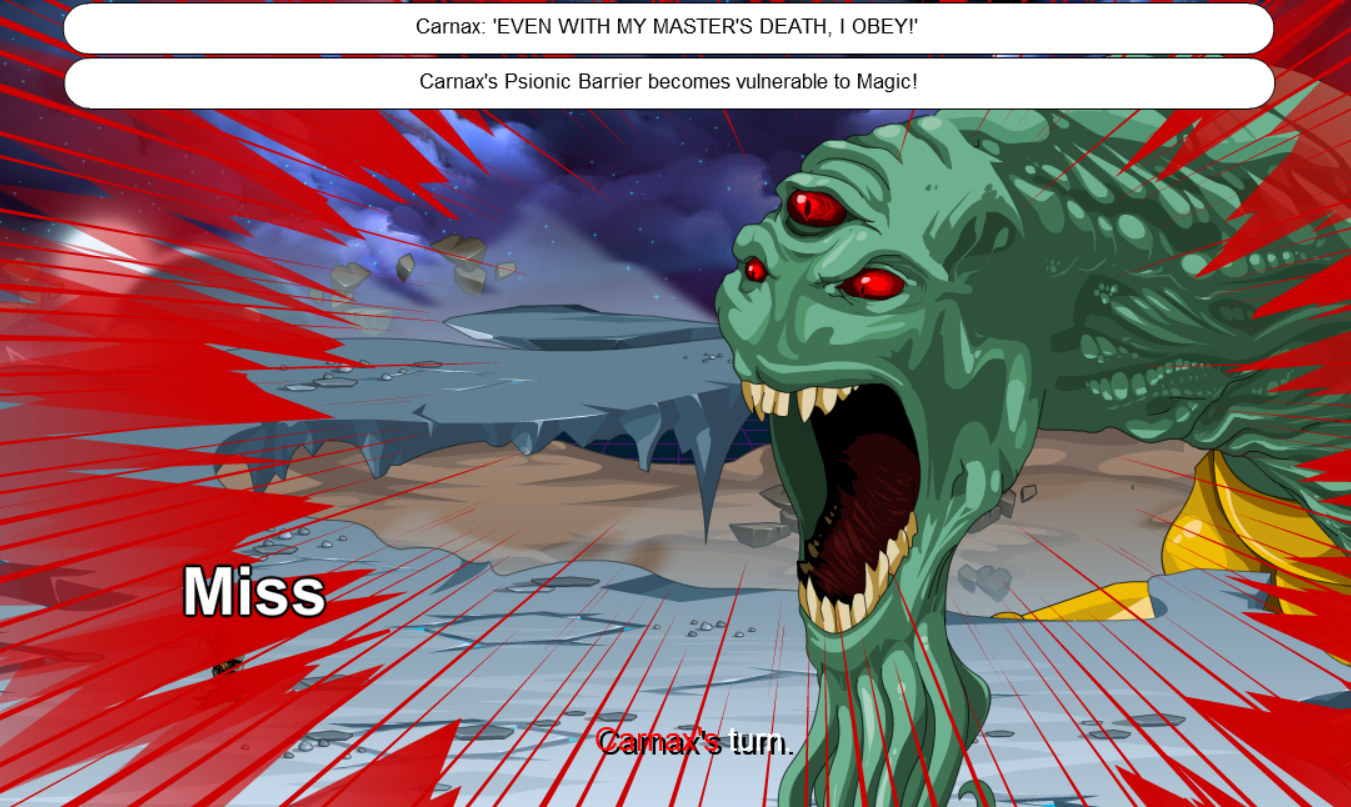 Carnax: 'EVEN WITH MY MASTER'S DEATH, I OBEY!'
Carnax's Psionic Barrier becomes vulnerable to Magic!
Miss
Carnax's turn.